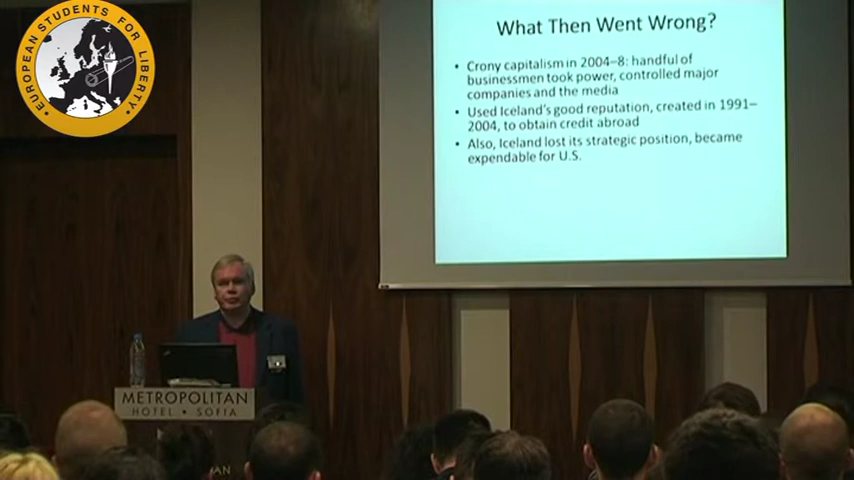 EUROPEAN STUDENTS FOR LIBERTY
What Then Went Wrong?
• Crony capitalism in 2004–8: handful of
businessmen took power, controlled major
companies and the media
• Used Iceland's good reputation, created in 1991–
2004, to obtain credit abroad
• Also, Iceland lost its strategic position, became
expendable for U.S.
METROPOLITAN
HOTEL • SOFIA